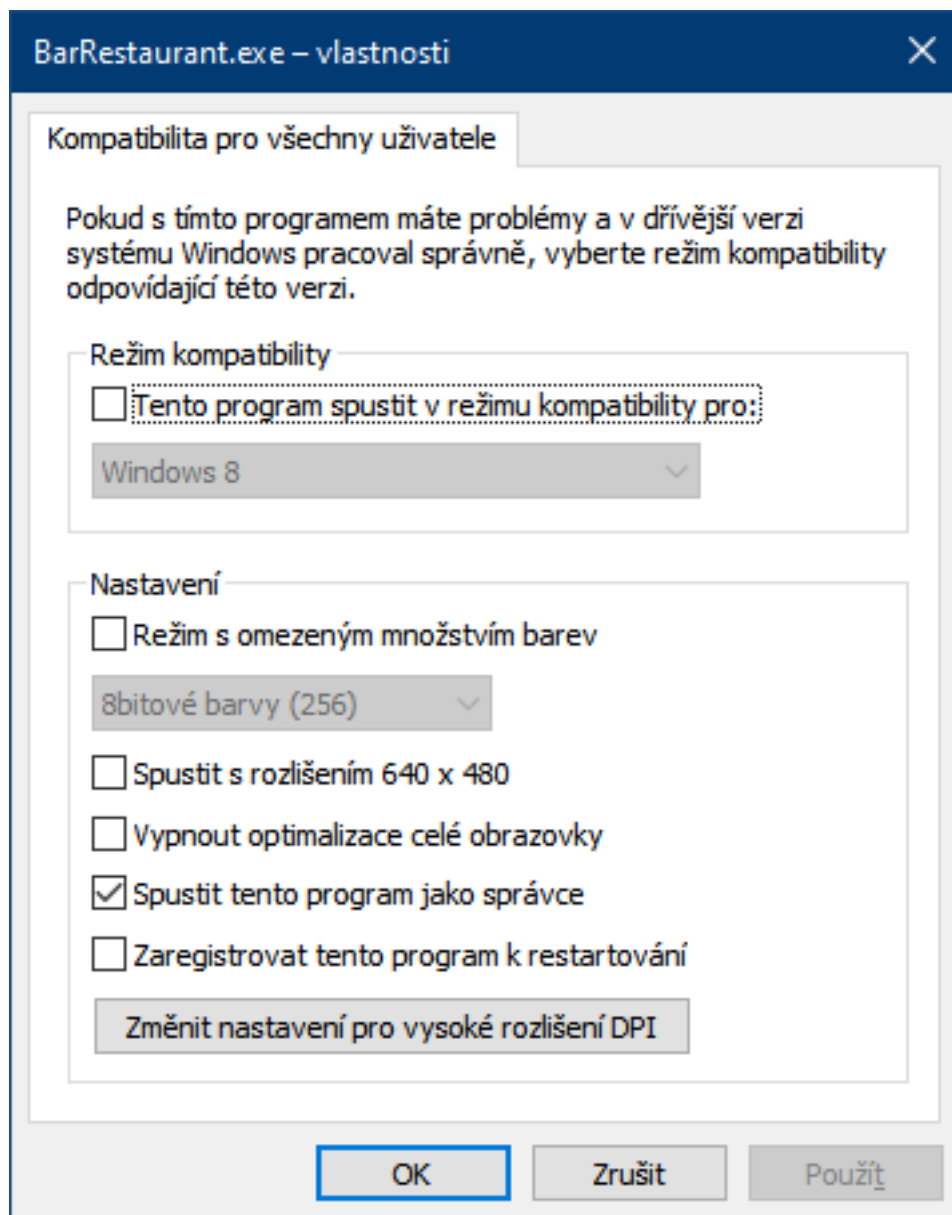 BarRestaurant.exe – vlastnosti
Kompatibilita pro všechny uživatele
Pokud s tímto programem máte problémy a v dřívější verzi
systému Windows pracoval správně, vyberte režim kompatibility
odpovídající této verzi.
Režim kompatibility
Tento program spustit v režimu kompatibility pro:
Windows 8
Nastavení
Režim s omezeným množstvím barev
8bitové barvy (256)
Spustit s rozlišením 640 x 480
Vypnout optimalizace celé obrazovky
Spustit tento program jako správce
Zaregistrovat tento program k restartování
Změnit nastavení pro vysoké rozlišení DPI
OK Zrušit Použít